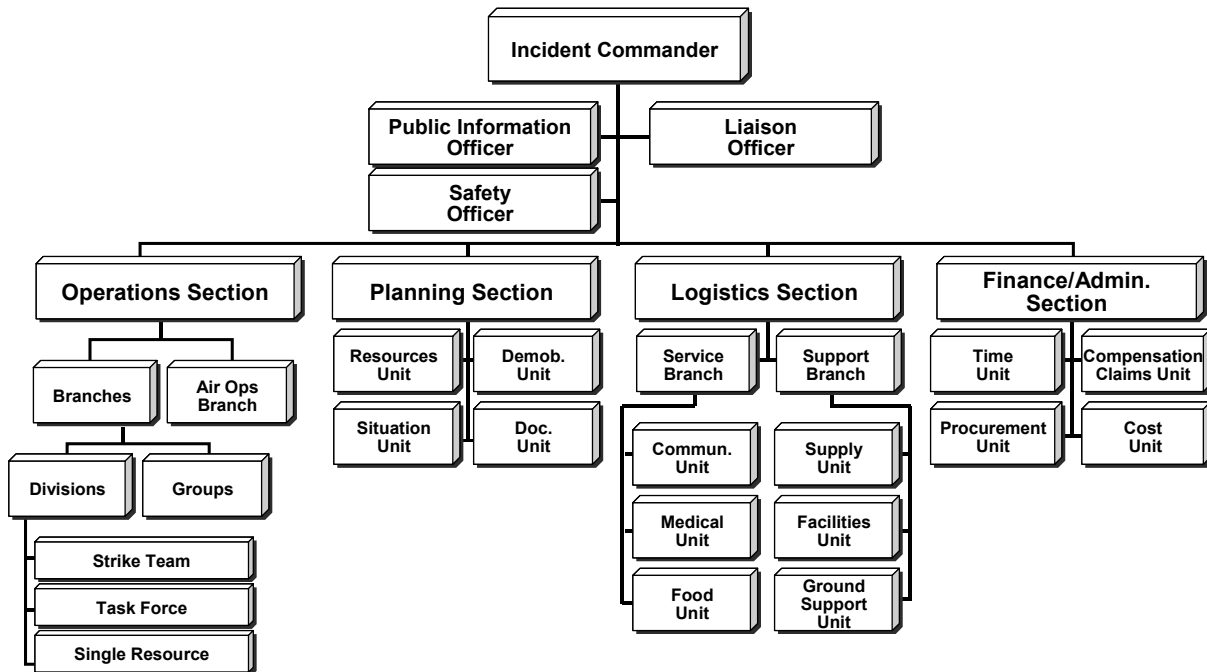 Incident Commander
Public Information
Officer
Liaison
Officer
Safety
Officer
Operations Section
Planning Section
Logistics Section
Finance/Admin.
Section
Branches
Air Ops
Branch
Divisions
Groups
Strike Team
Task Force
Single Resource
Resources
Unit
Demob.
Unit
Situation
Unit
Doc.
Unit
Service
Branch
Support
Branch
Commun.
Unit
Supply
Unit
Medical
Unit
Facilities
Unit
Food
Unit
Ground
Support
Unit
Time
Unit
Compensation
Claims Unit
Procurement
Unit
Cost
Unit